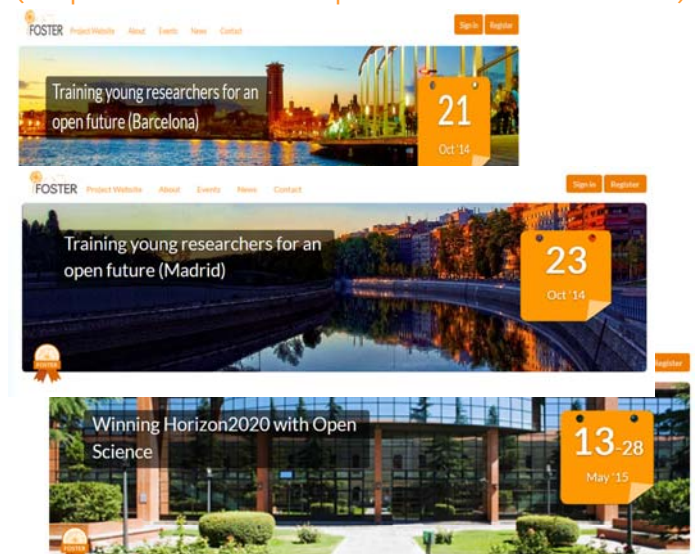 FOSTER Project Website About Events News Contact
Sign in Register
Training young researchers for an
open future (Barcelona)
21
Oct '14
FOSTER Project Website About Events News Contact
Sign in Register
Training young researchers for an
open future (Madrid)
23
Oct '14
FOSTER
Register
Winning Horizon2020 with Open
Science
13-28
May '15
FOSTER